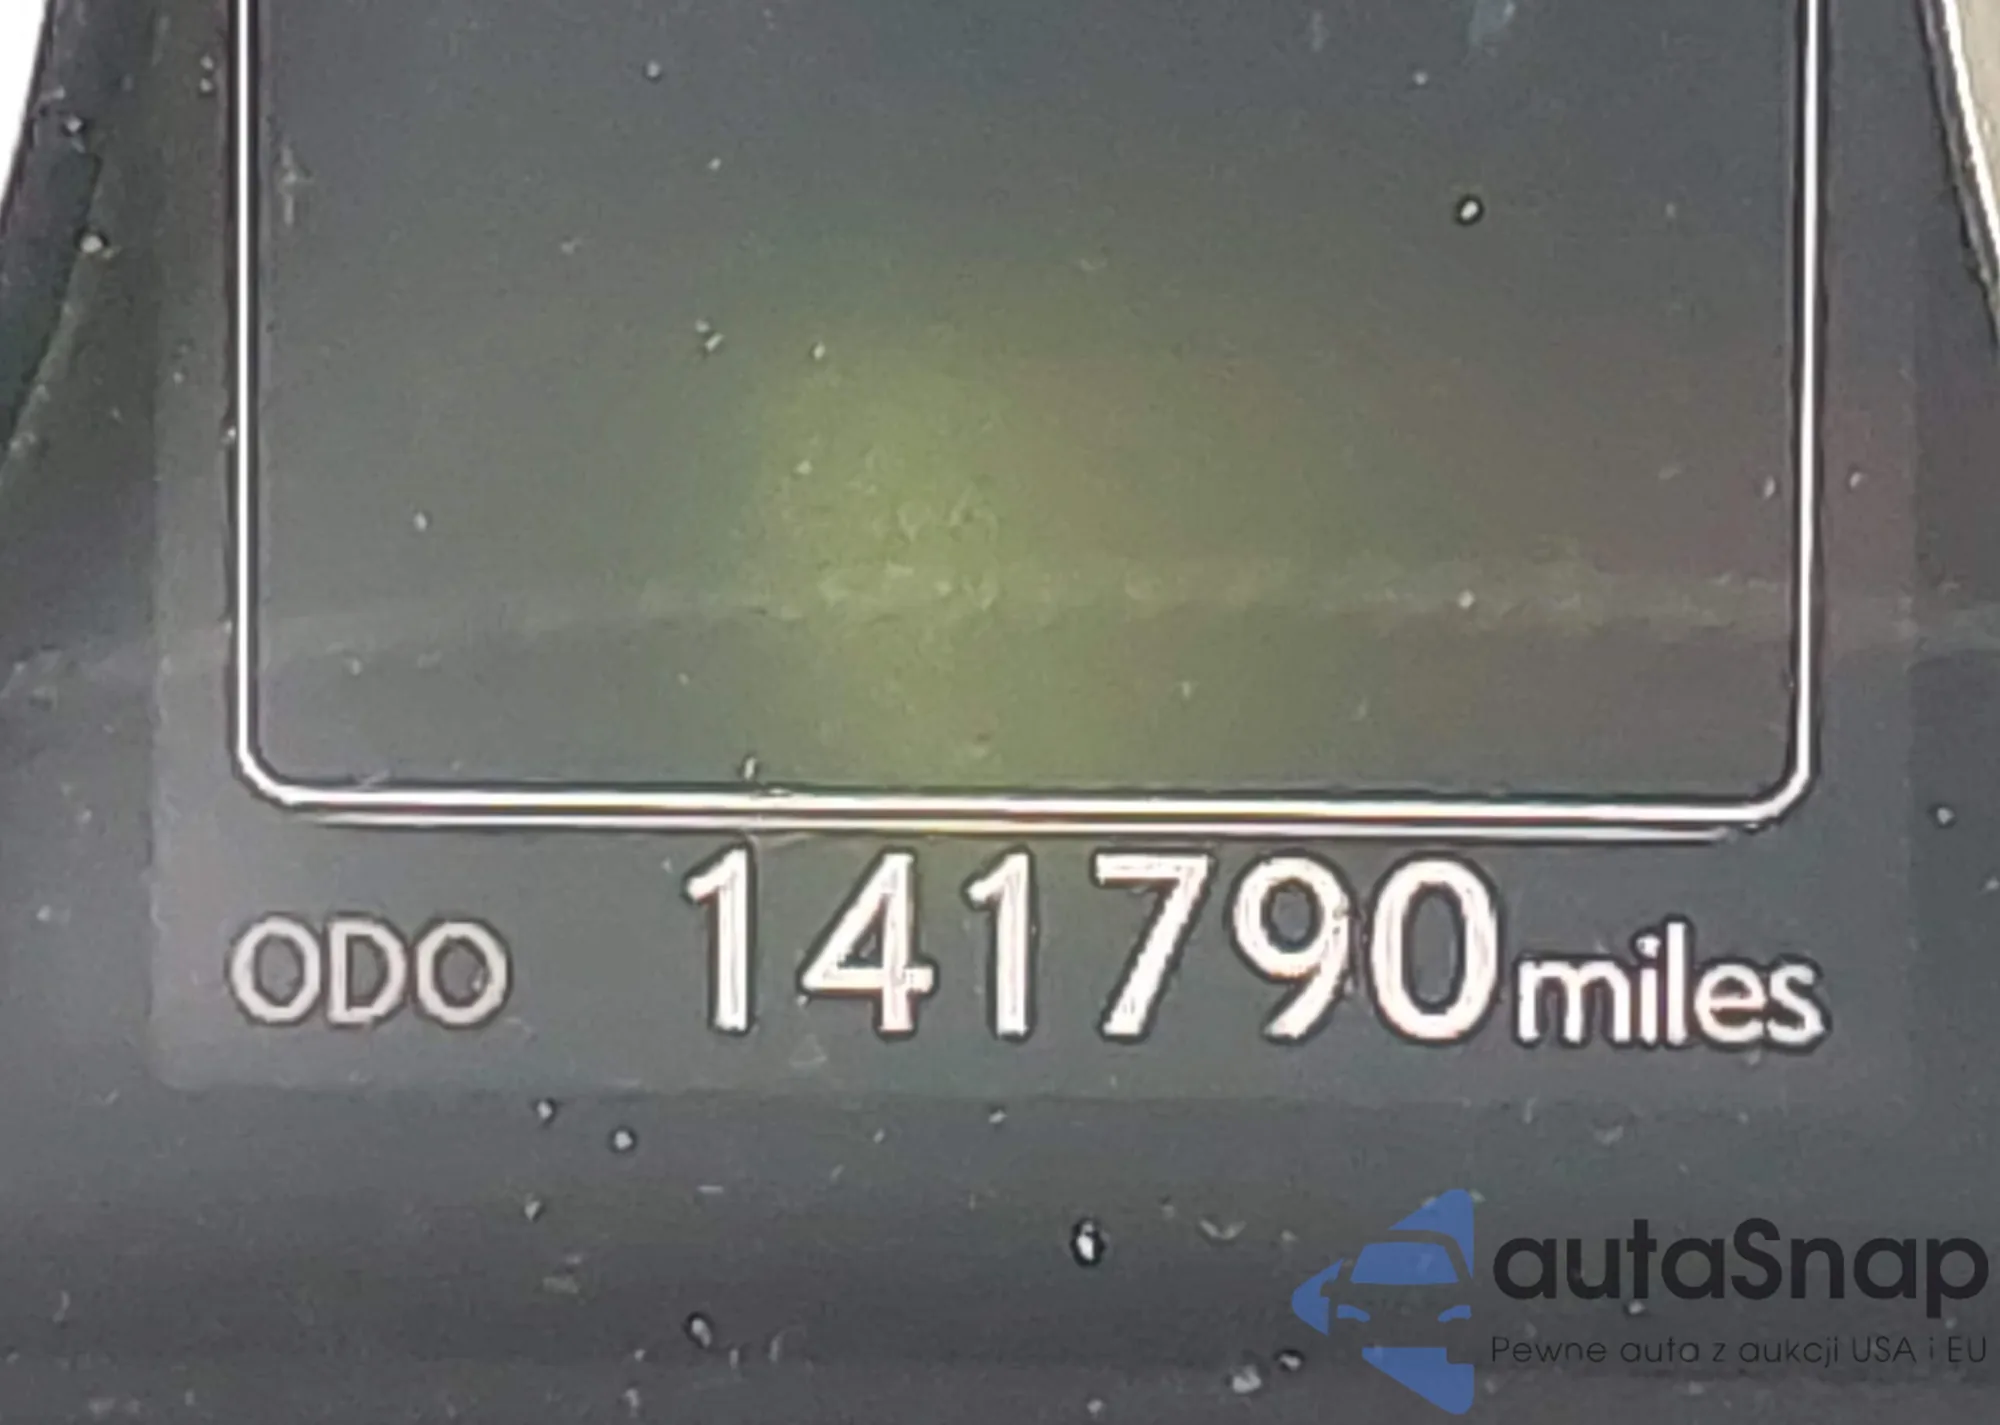 ODO 141790 miles
autaSnap
Pewne auta z aukcji USA i EU